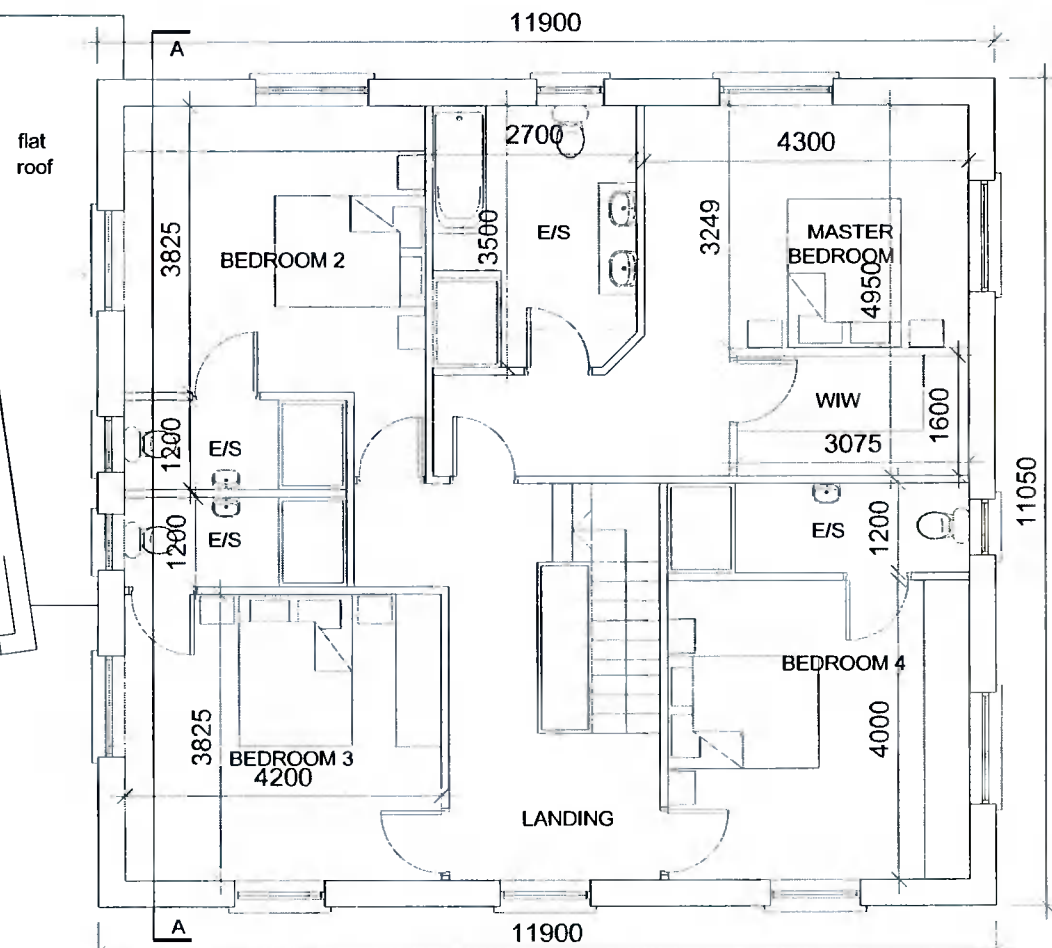 11900
A
flat
roof
2700
4300
3825
3500
3249
MASTER
BEDROOM
E/S
BEDROOM 2
4950
WIW
1600
3075
1200
E/S
11050
1200
E/S
E/S
1200
BEDROOM 4
3825
4000
BEDROOM 3
4200
LANDING
A
11900